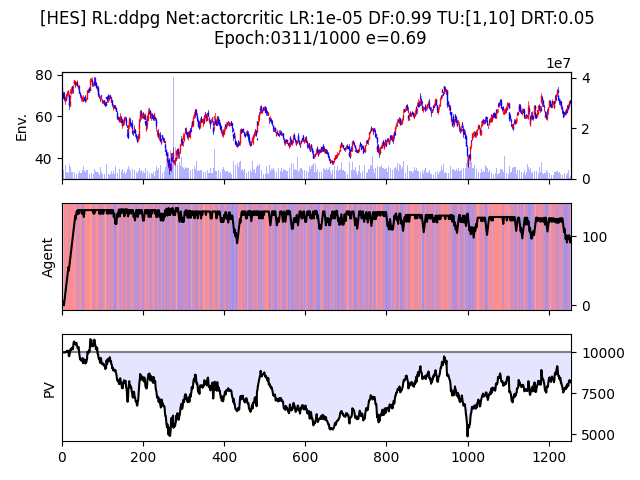 [HES] RL:ddpg Net:actorcritic LR:1e-05 DF:0.99 TU:[1,10] DRT:0.05
Epoch:0311/1000 e=0.69
1e7
80
60
40
Env.
4
2
0
Agent
100
0
PV
10000
7500
5000
0 200 400 600 800 1000 1200